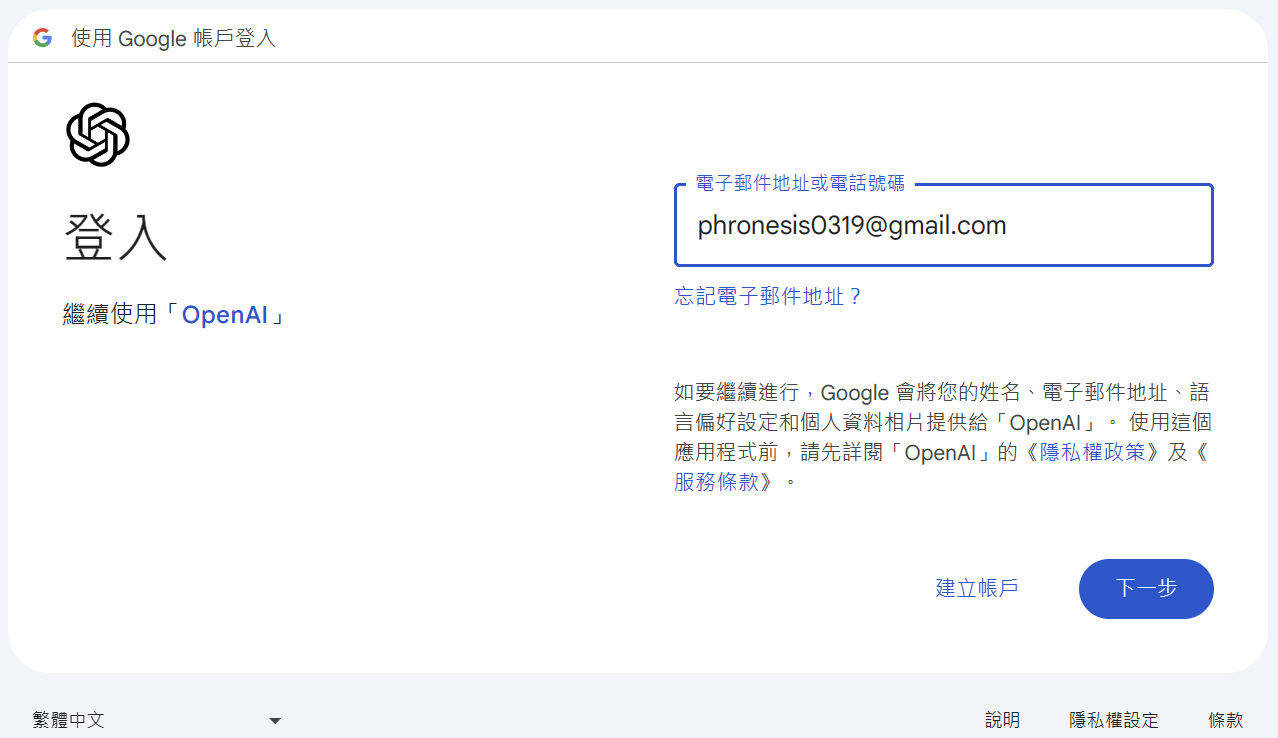 使用 Google 帳戶登入
登入
繼續使用「OpenAI」
電子郵件地址或電話號碼
phronesis0319@gmail.com
忘記電子郵件地址？
如要繼續進行，Google 會將您的姓名、電子郵件地址、語
言偏好設定和個人資料相片提供給「OpenAI」。 使用這個
應用程式前，請先詳閱「OpenAI」的《隱私權政策》及《
服務條款》。
建立帳戶
下一步
繁體中文
說明
隱私權設定
條款